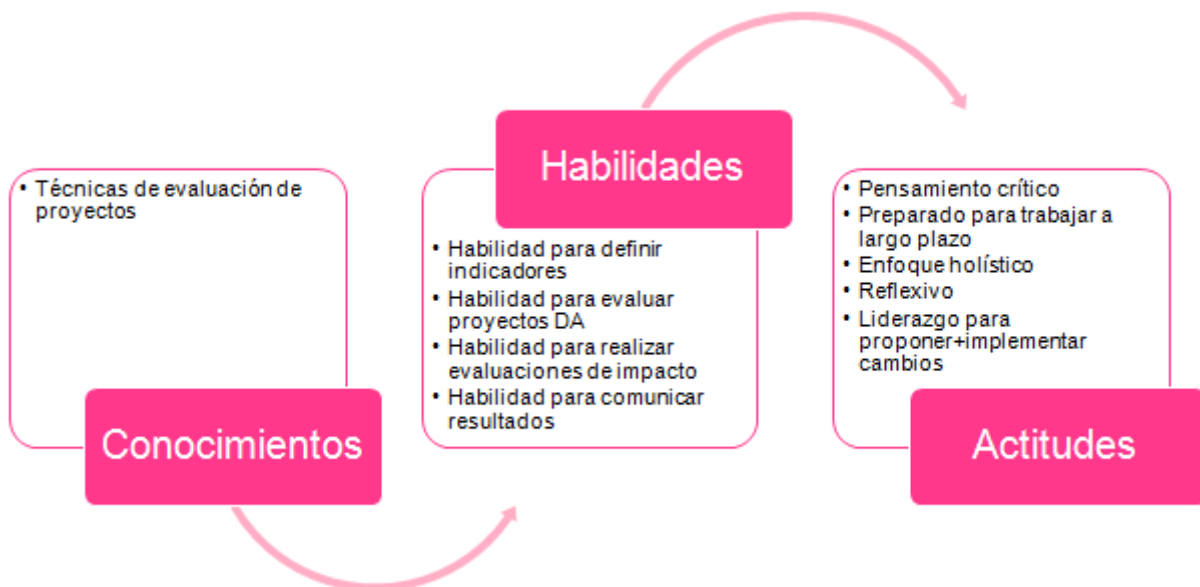 • Técnicas de evaluación de
proyectos
Conocimientos
Habilidades
• Habilidad para definir
indicadores
• Habilidad para evaluar
proyectos DA
• Habilidad para realizar
evaluaciones de impacto
• Habilidad para comunicar
resultados
• Pensamiento crítico
• Preparado para trabajar a
largo plazo
• Enfoque holístico
• Reflexivo
• Liderazgo para
proponer+implementar
cambios
Actitudes